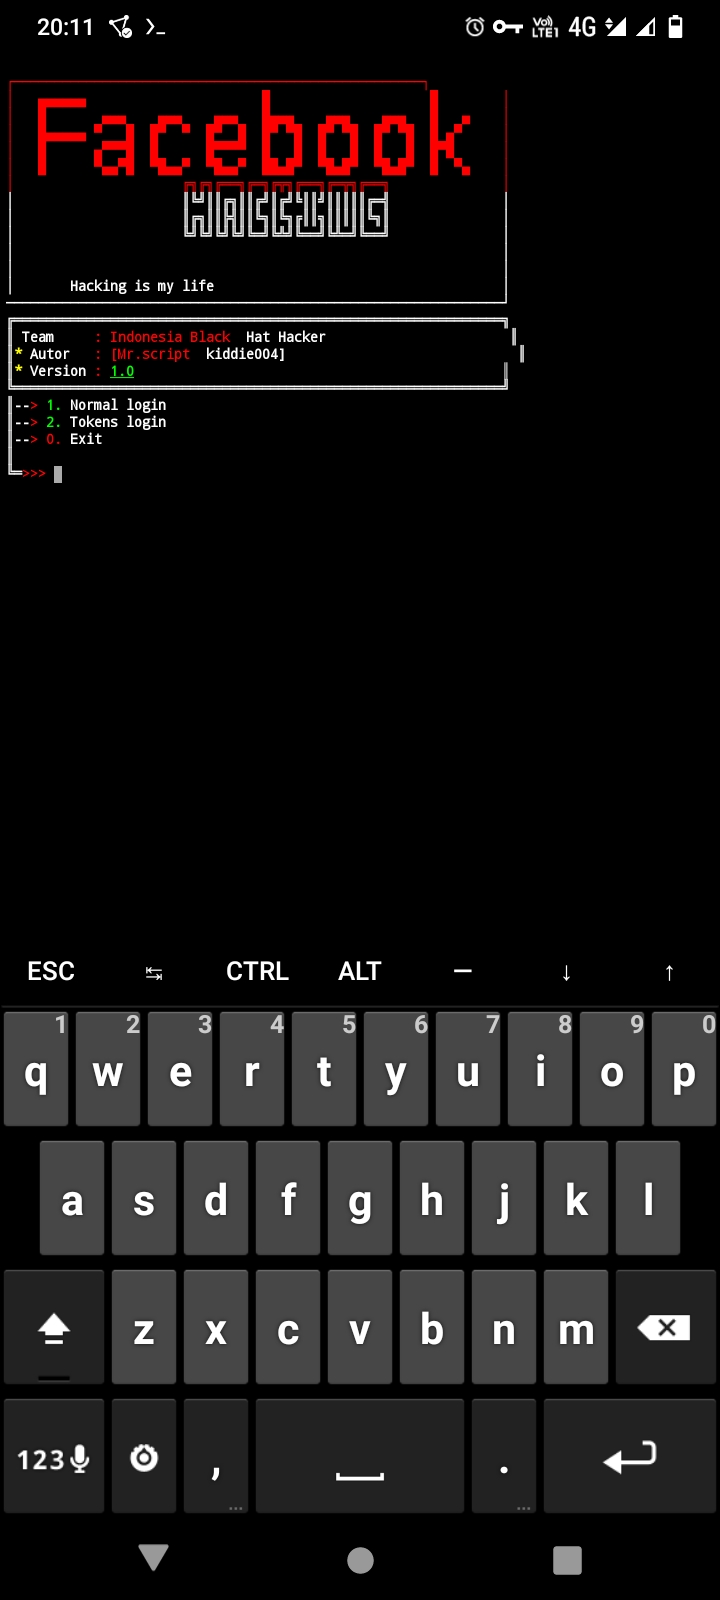 20:11 Vo) LTE1 4G
Facebook
HACKING
Hacking is my life
Team : Indonesia Black Hat Hacker
* Autor : [Mr.script kiddie004]
* Version : 1.0
--> 1. Normal login
--> 2. Tokens login
--> 0. Exit
>>>
ESC CTRL ALT — ↓ ↑
1 2 3 4 5 6 7 8 9 0
q w e r t y u i o p
a s d f g h j k l
z x c v b n m
123 , .